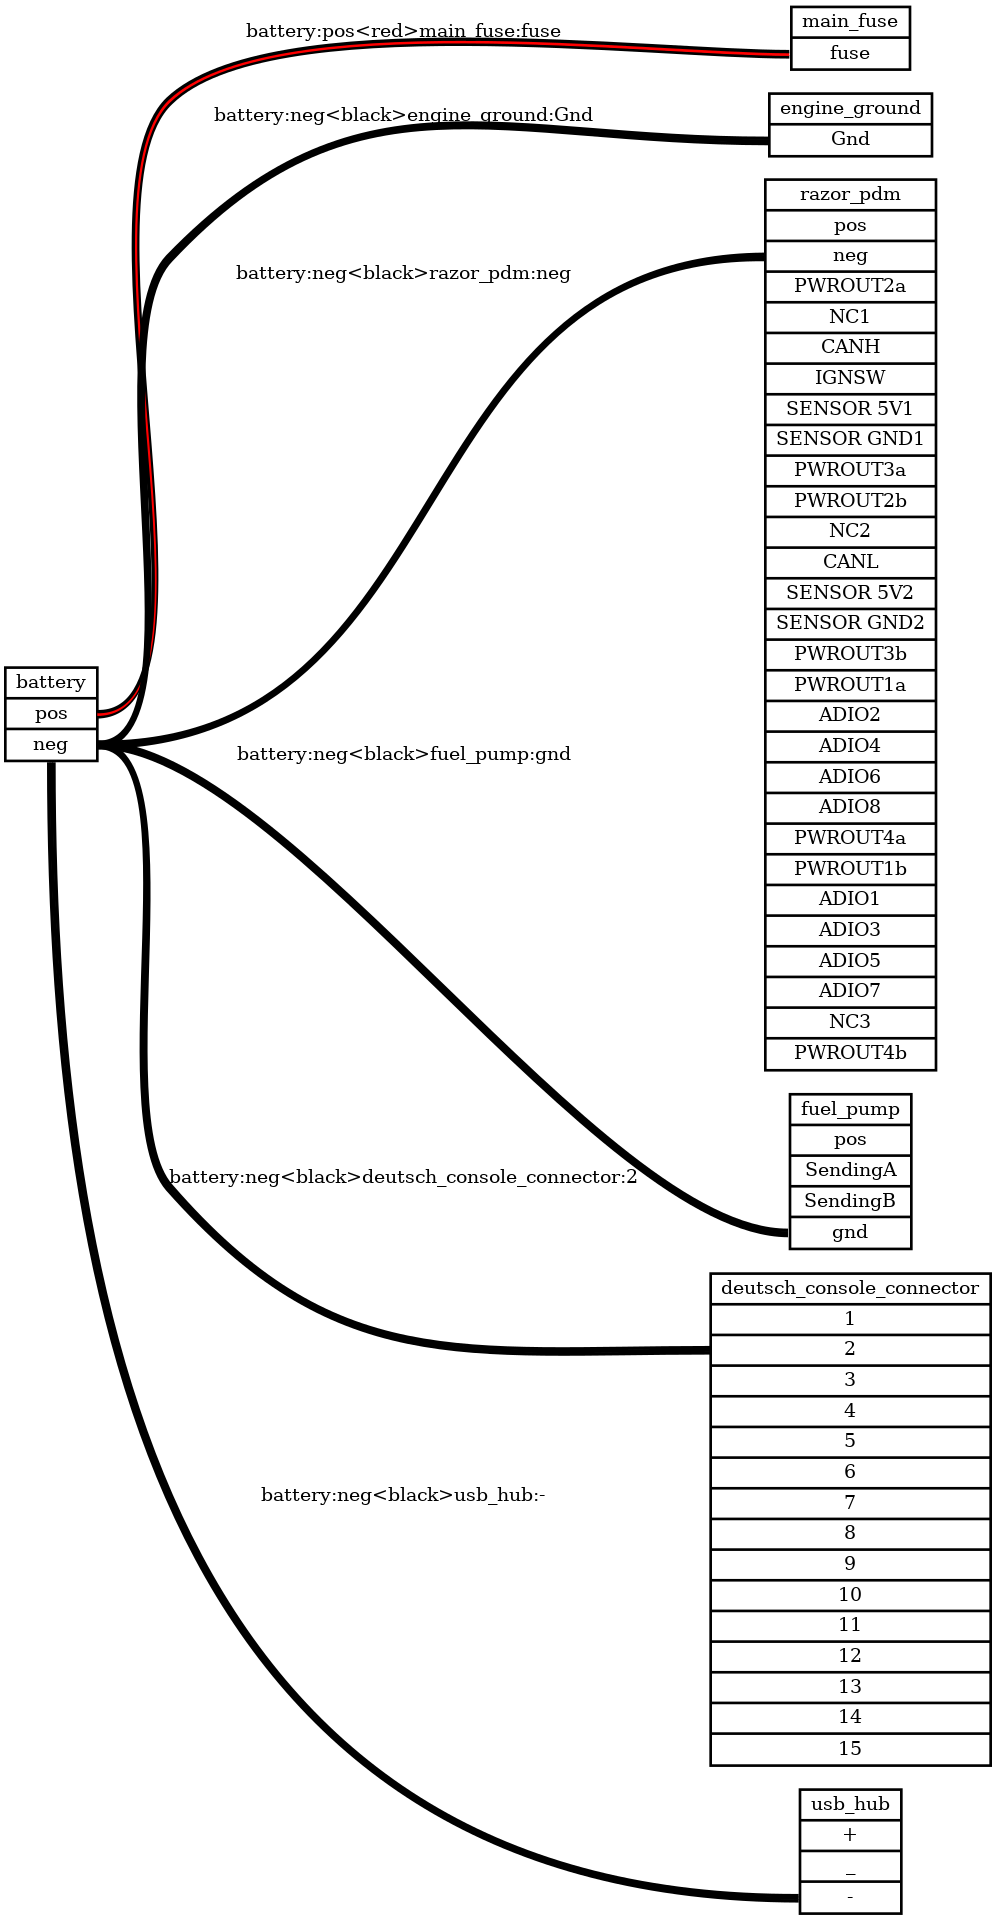 battery:pos<red>main_fuse:fuse
main_fuse
fuse
battery:neg<black>engine_ground:Gnd
engine_ground
Gnd
razor_pdm
pos
neg
PWROUT2a
NC1
CANH
IGNSW
SENSOR 5V1
SENSOR GND1
PWROUT3a
PWROUT2b
NC2
CANL
SENSOR 5V2
SENSOR GND2
PWROUT3b
PWROUT1a
ADIO2
ADIO4
ADIO6
ADIO8
PWROUT4a
PWROUT1b
ADIO1
ADIO3
ADIO5
ADIO7
NC3
PWROUT4b
battery:neg<black>razor_pdm:neg
battery
pos
neg
battery:neg<black>fuel_pump:gnd
fuel_pump
pos
SendingA
SendingB
gnd
battery:neg<black>deutsch_console_connector:2
deutsch_console_connector
1
2
3
4
5
6
7
8
9
10
11
12
13
14
15
battery:neg<black>usb_hub:-
usb_hub
+
_
-